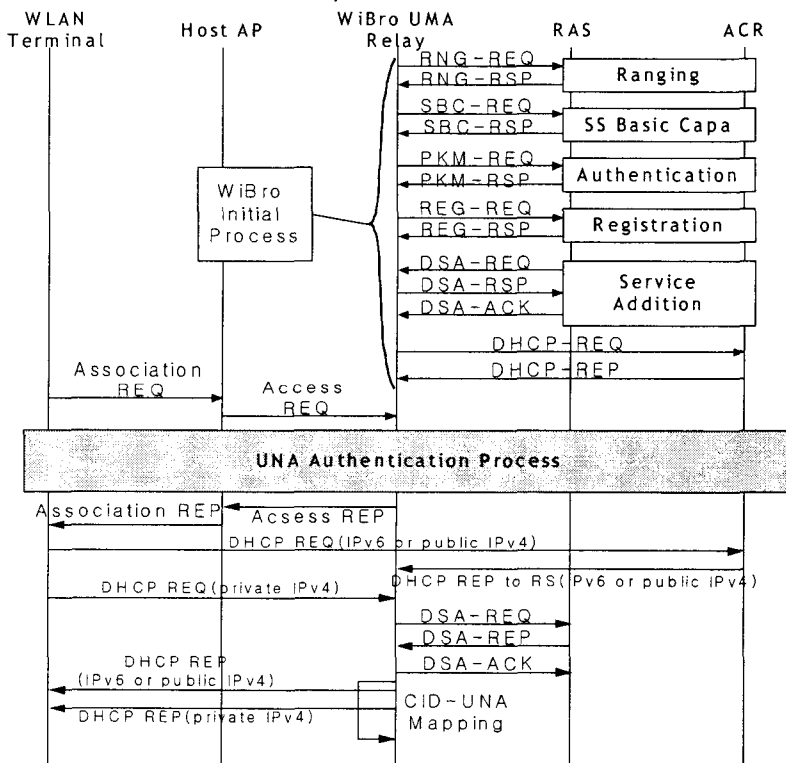 WLAN Terminal
Host AP
WiBro UMA Relay
RAS
ACR
RNG-REQ
RNG-RSP
Ranging
SBC-REQ
SBC-RSP
SS Basic Capa
PKM-REQ
PKM-RSP
Authentication
WiBro
Initial
Process
REG-REQ
REG-RSP
Registration
DSA-REQ
DSA-RSP
DSA-ACK
Service
Addition
DHCP-REQ
DHCP-REP
Association
REQ
Access
REQ
UNA Authentication Process
Association REP
Acsess REP
DHCP REQ(IPv6 or public IPv4)
DHCP REP to RS(IPv6 or public IPv4)
DHCP REQ(private IPv4)
DSA-REQ
DSA-REP
DSA-ACK
DHCP REP
(IPv6 or public IPv4)
DHCP REP(private IPv4)
CID-UNA
Mapping